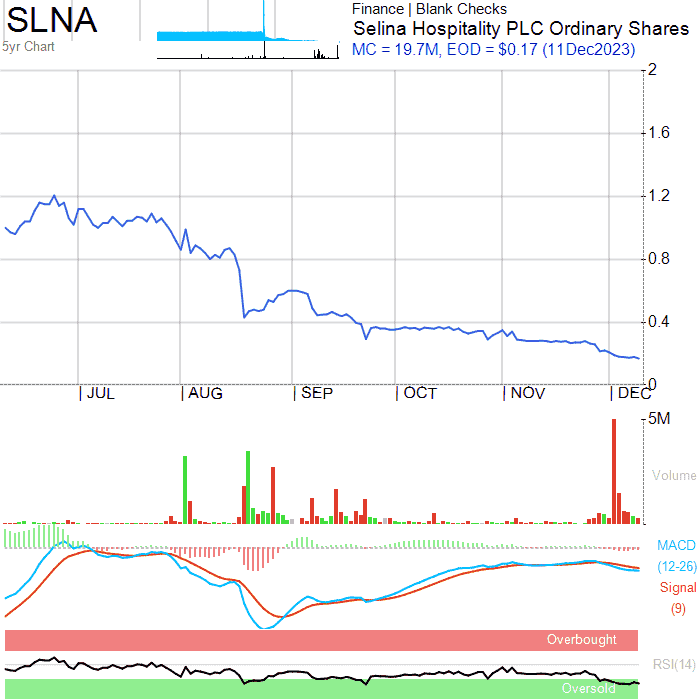 SLNA
5yr Chart
Finance | Blank Checks
Selina Hospitality PLC Ordinary Shares
MC = 19.7M, EOD = $0.17 (11Dec2023)
2
1.6
1.2
0.8
0.4
0
| JUL | AUG | SEP | OCT | NOV | DEC
5M
Volume
MACD
(12-26)
Signal
(9)
Overbought
RSI(14)
Oversold